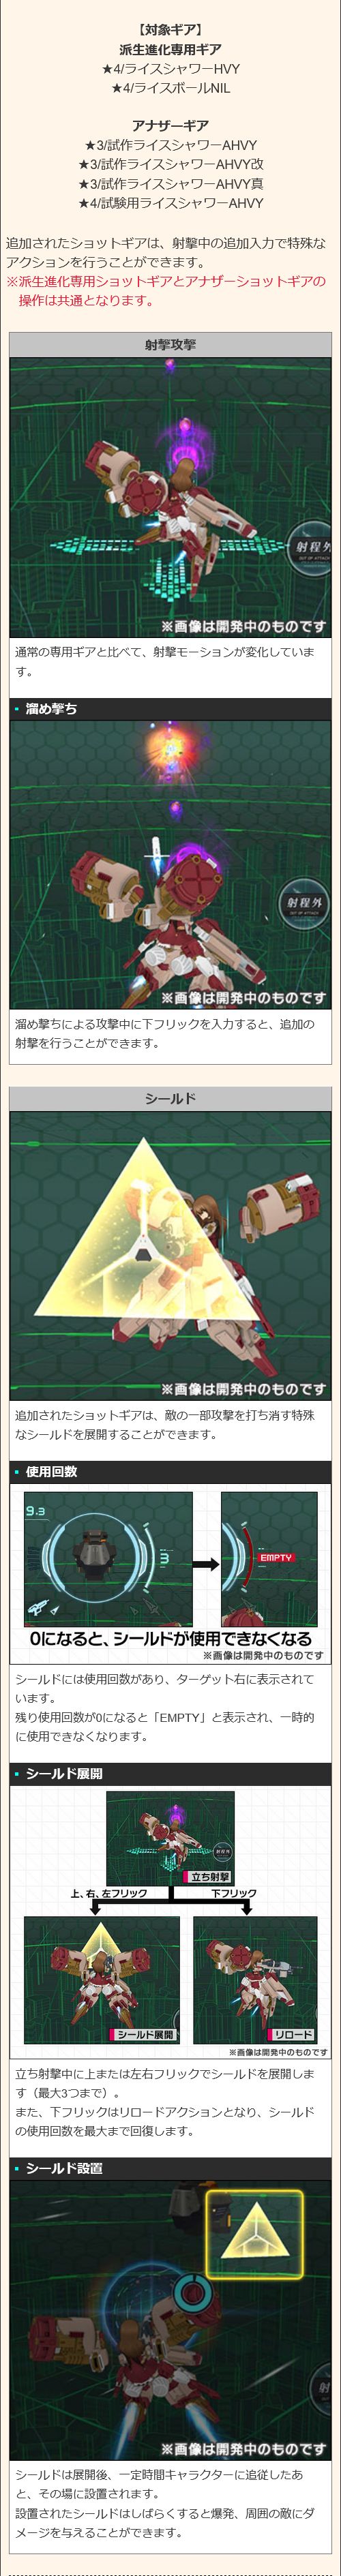 【対象ギア】
派生進化専用ギア
★4/ライスシャワーHVY
★4/ライスボールNIL
アナザーギア
★3/試作ライスシャワーAHVY
★3/試作ライスシャワーAHVY改
★3/試作ライスシャワーAHVY真
★4/試験用ライスシャワーAHVY
追加されたショットギアは、射撃中の追加入力で特殊な
アクションを行うことができます。
※派生進化専用ショットギアとアナザーショットギアの
操作は共通となります。
射撃攻撃
射程外
OUT OF ATTACK
※画像は開発中のものです
通常の専用ギアと比べて、射撃モーションが変化していま
す。
溜め撃ち
射程外
OUT OF ATTACK
※画像は開発中のものです
溜め撃ちによる攻撃中に下フリックを入力すると、追加の
射撃を行うことができます。
シールド
※画像は開発中のものです
追加されたショットギアは、敵の一部攻撃を打ち消す特殊
なシールドを展開することができます。
使用回数
9.3
3
EMPTY
0になると、シールドが使用できなくなる
※画像は開発中のものです
シールドには使用回数があり、ターゲット右に表示されて
います。
残り使用回数が0になると「EMPTY」と表示され、一時的
に使用できなくなります。
シールド展開
射程外
立ち射撃
上、右、左フリック
下フリック
シールド展開
リロード
※画像は開発中のものです
立ち射撃中に上または左右フリックでシールドを展開しま
す（最大3つまで）。
また、下フリックはリロードアクションとなり、シールド
の使用回数を最大まで回復します。
シールド設置
射
※画像は開発中のものです
シールドは展開後、一定時間キャラクターに追従したあ
と、その場に設置されます。
設置されたシールドはしばらくすると爆発、周囲の敵にダ
メージを与えることができます。